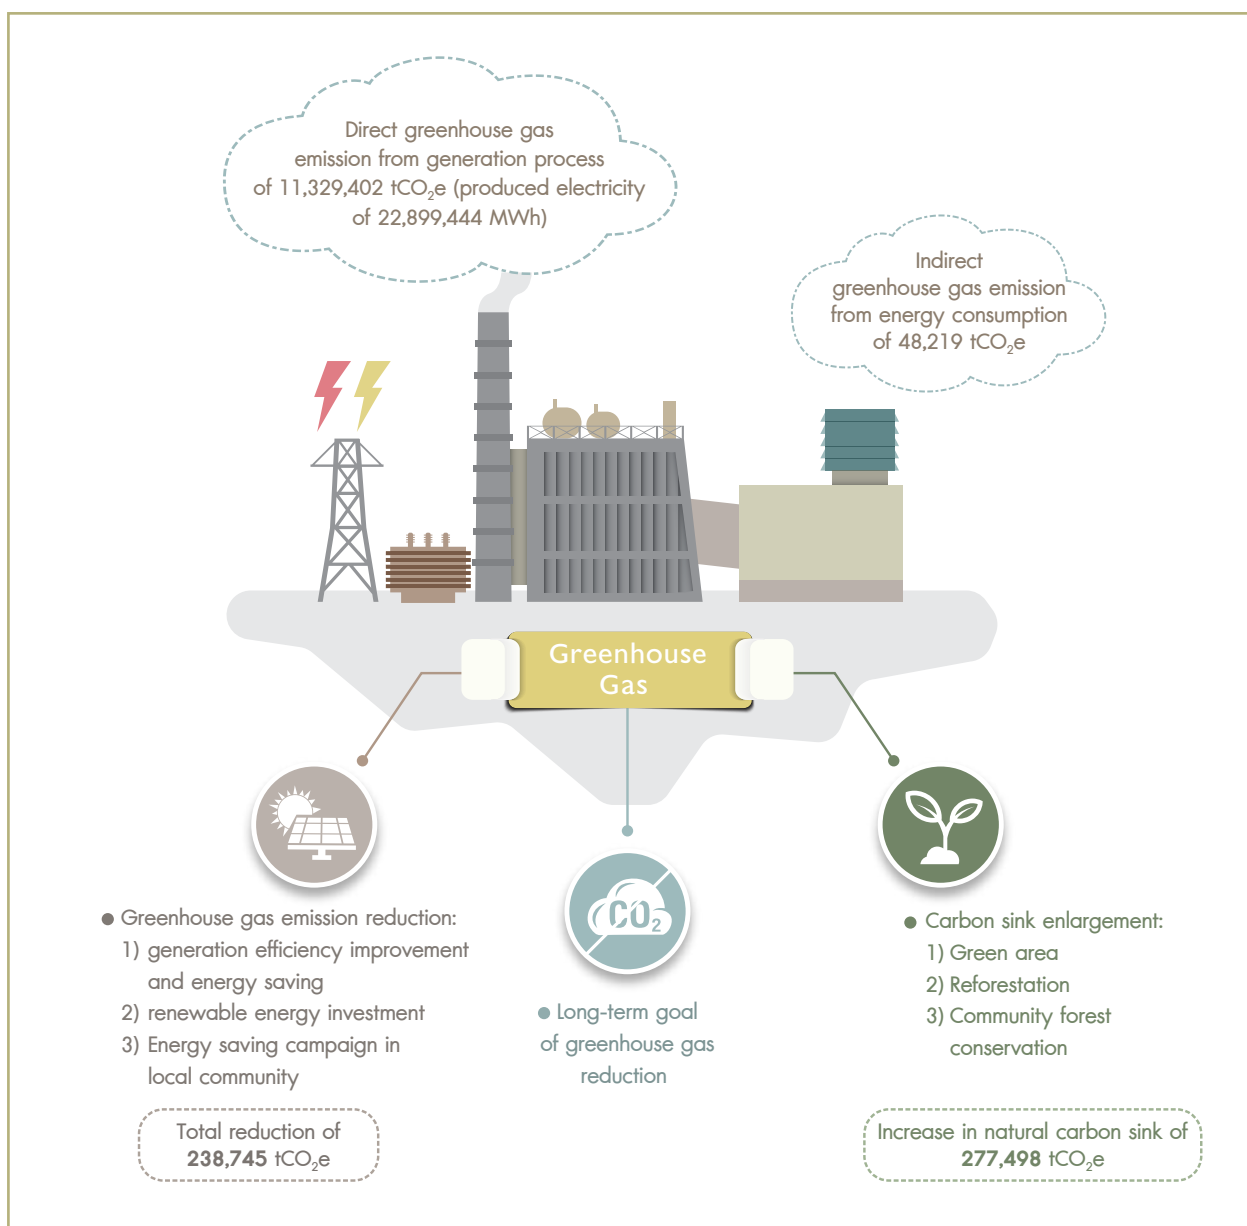 Direct greenhouse gas
emission from generation process
of 11,329,402 tCO₂e (produced electricity
of 22,899,444 MWh)
Indirect
greenhouse gas emission
from energy consumption
of 48,219 tCO₂e
Greenhouse
Gas
● Greenhouse gas emission reduction:
1) generation efficiency improvement
and energy saving
2) renewable energy investment
3) Energy saving campaign in
local community
Total reduction of
238,745 tCO₂e
CO₂
● Long-term goal
of greenhouse gas
reduction
● Carbon sink enlargement:
1) Green area
2) Reforestation
3) Community forest
conservation
Increase in natural carbon sink of
277,498 tCO₂e